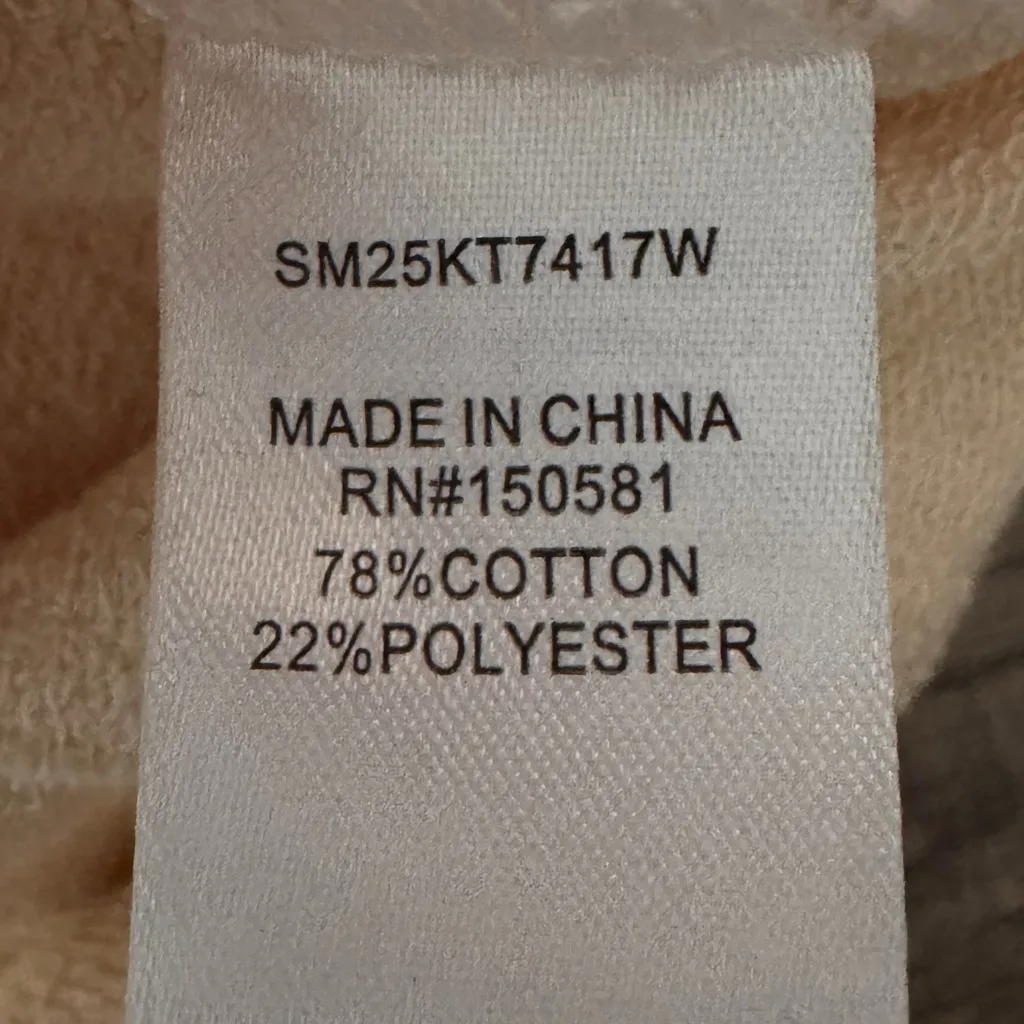 SM25KT7417W
MADE IN CHINA
RN#150581
78%COTTON
22%POLYESTER